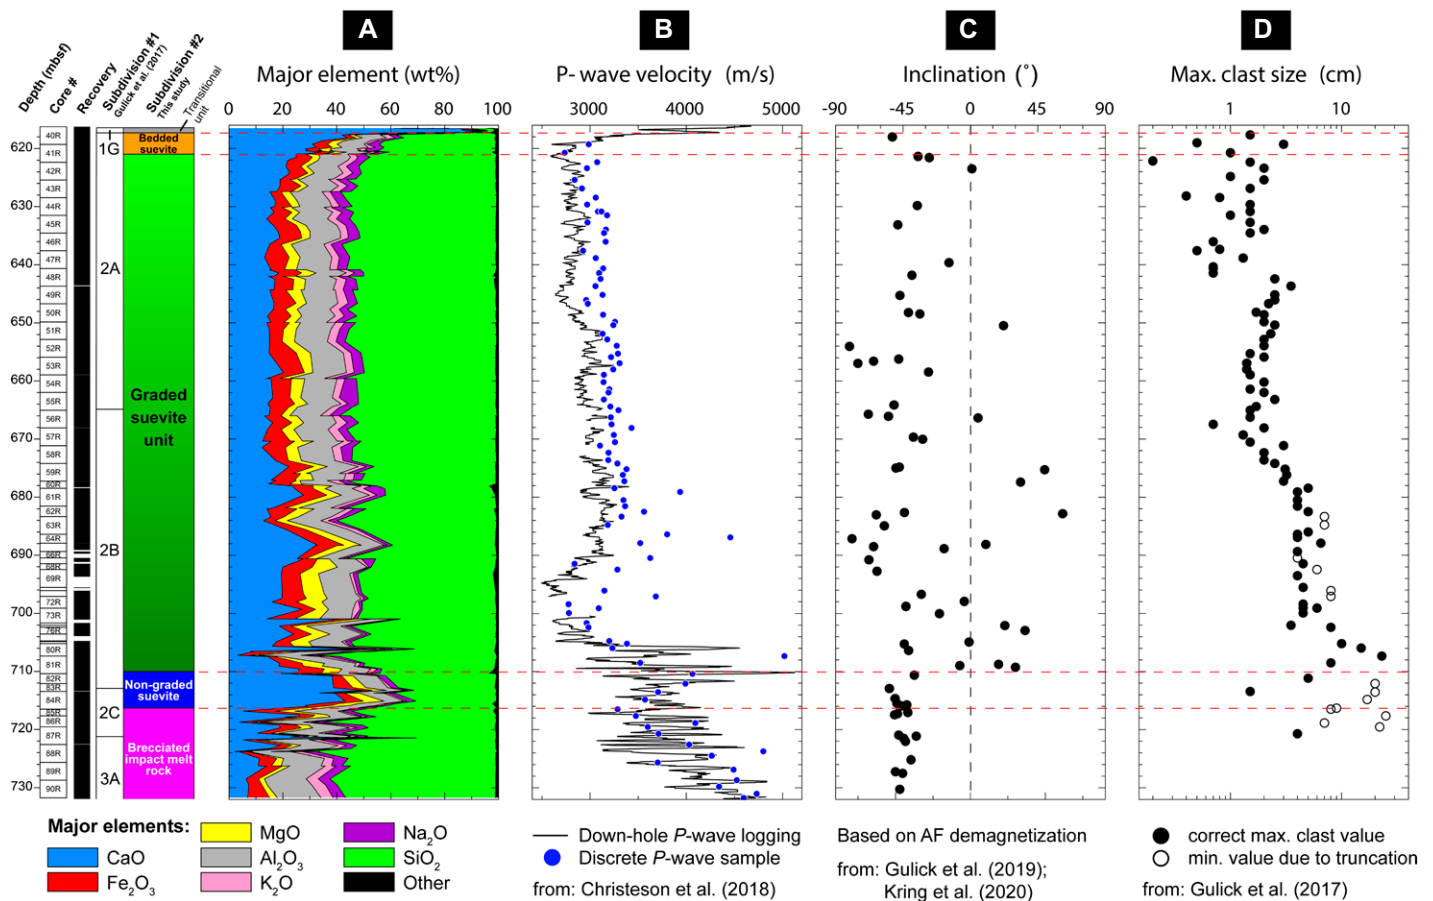 A
B
C
D
Depth (mbsf)
Core #
Recovery
Subdivision #1
Gulick et al. (2017)
Subdivision #2
This study
Transitional
unit
Major element (wt%)
P-wave velocity (m/s)
Inclination (°)
Max. clast size (cm)
0 20 40 60 80 100
3000 4000 5000
-90 -45 0 45 90
1 10
620
630
640
650
660
670
680
690
700
710
720
730
40R
41R
42R
43R
44R
45R
46R
47R
48R
49R
50R
51R
52R
53R
54R
55R
56R
57R
58R
59R
60R
61R
62R
63R
64R
66R
68R
69R
72R
73R
76R
80R
81R
82R
83R
84R
85R
86R
87R
88R
89R
90R
1
1G
2A
2B
2C
3A
Bedded
suevite
Graded
suevite
unit
Non-graded
suevite
Brecciated
impact melt
rock
Major elements:
CaO
Fe₂O₃
MgO
Al₂O₃
K₂O
Na₂O
SiO₂
Other
Down-hole P-wave logging
Discrete P-wave sample
from: Christeson et al. (2018)
Based on AF demagnetization
from: Gulick et al. (2019);
Kring et al. (2020)
correct max. clast value
min. value due to truncation
from: Gulick et al. (2017)